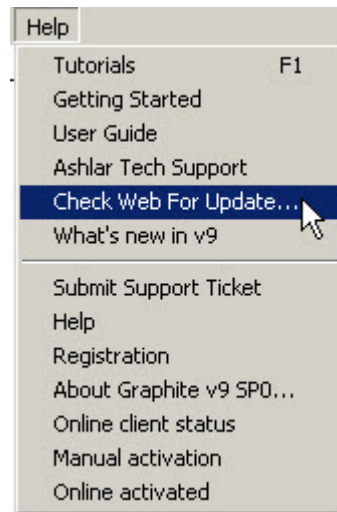 Help
Tutorials F1
Getting Started
User Guide
Ashlar Tech Support
Check Web For Update...
What's new in v9
Submit Support Ticket
Help
Registration
About Graphite v9 SP0...
Online client status
Manual activation
Online activated